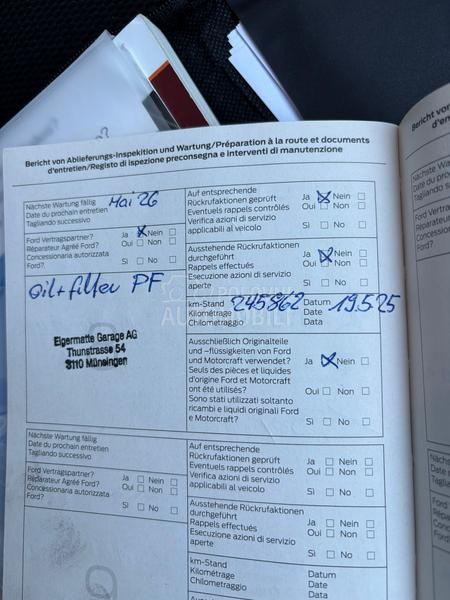 Bericht von Ablieferungs-Inspektion und Wartung/Préparation à la route et documents
d'entretien/Registo di ispezione preconsegna e interventi di manutenzione
Nächste Wartung fällig
Date du prochain entretien
Tagliando successivo
Mai 26
Ford Vertragspartner?
Réparateur Agréé Ford?
Concessionaria autorizzata
Ford?
Ja Nein
Oui Non
Sì No
Oil + filter PF
Eigermatte Garage AG
Thunstrasse 54
3110 Münsingen
Auf entsprechende
Rückrufaktionen geprüft
Eventuels rappels contrôlés
Verifica azioni di servizio
applicabili al veicolo
Ja Nein
Oui Non
Sì No
Ausstehende Rückrufaktionen
durchgeführt
Rappels effectués
Esecuzione azioni di servizio
aperte
Ja Nein
Oui Non
Sì No
km-Stand
Kilométrage
Chilometraggio
245862
Datum
Date
Data
19.5.25
Ausschließlich Originalteile
und -flüssigkeiten von Ford
und Motorcraft verwendet?
Seuls des pièces et liquides
d'origine Ford et Motorcraft
ont été utilisés?
Sono stati utilizzati soltanto
ricambi e liquidi originali Ford
e Motorcraft?
Ja Nein
Oui Non
Sì No
Nächste Wartung fällig
Date du prochain entretien
Tagliando successivo
Ford Vertragspartner?
Réparateur Agréé Ford?
Concessionaria autorizzata
Ford?
Ja Nein
Oui Non
Sì No
Auf entsprechende
Rückrufaktionen geprüft
Eventuels rappels contrôlés
Verifica azioni di servizio
applicabili al veicolo
Ja Nein
Oui Non
Sì No
Ausstehende Rückrufaktionen
durchgeführt
Rappels effectués
Esecuzione azioni di servizio
aperte
Ja Nein
Oui Non
Sì No
km-Stand
Kilométrage
Chilometraggio
Datum
Date
Data